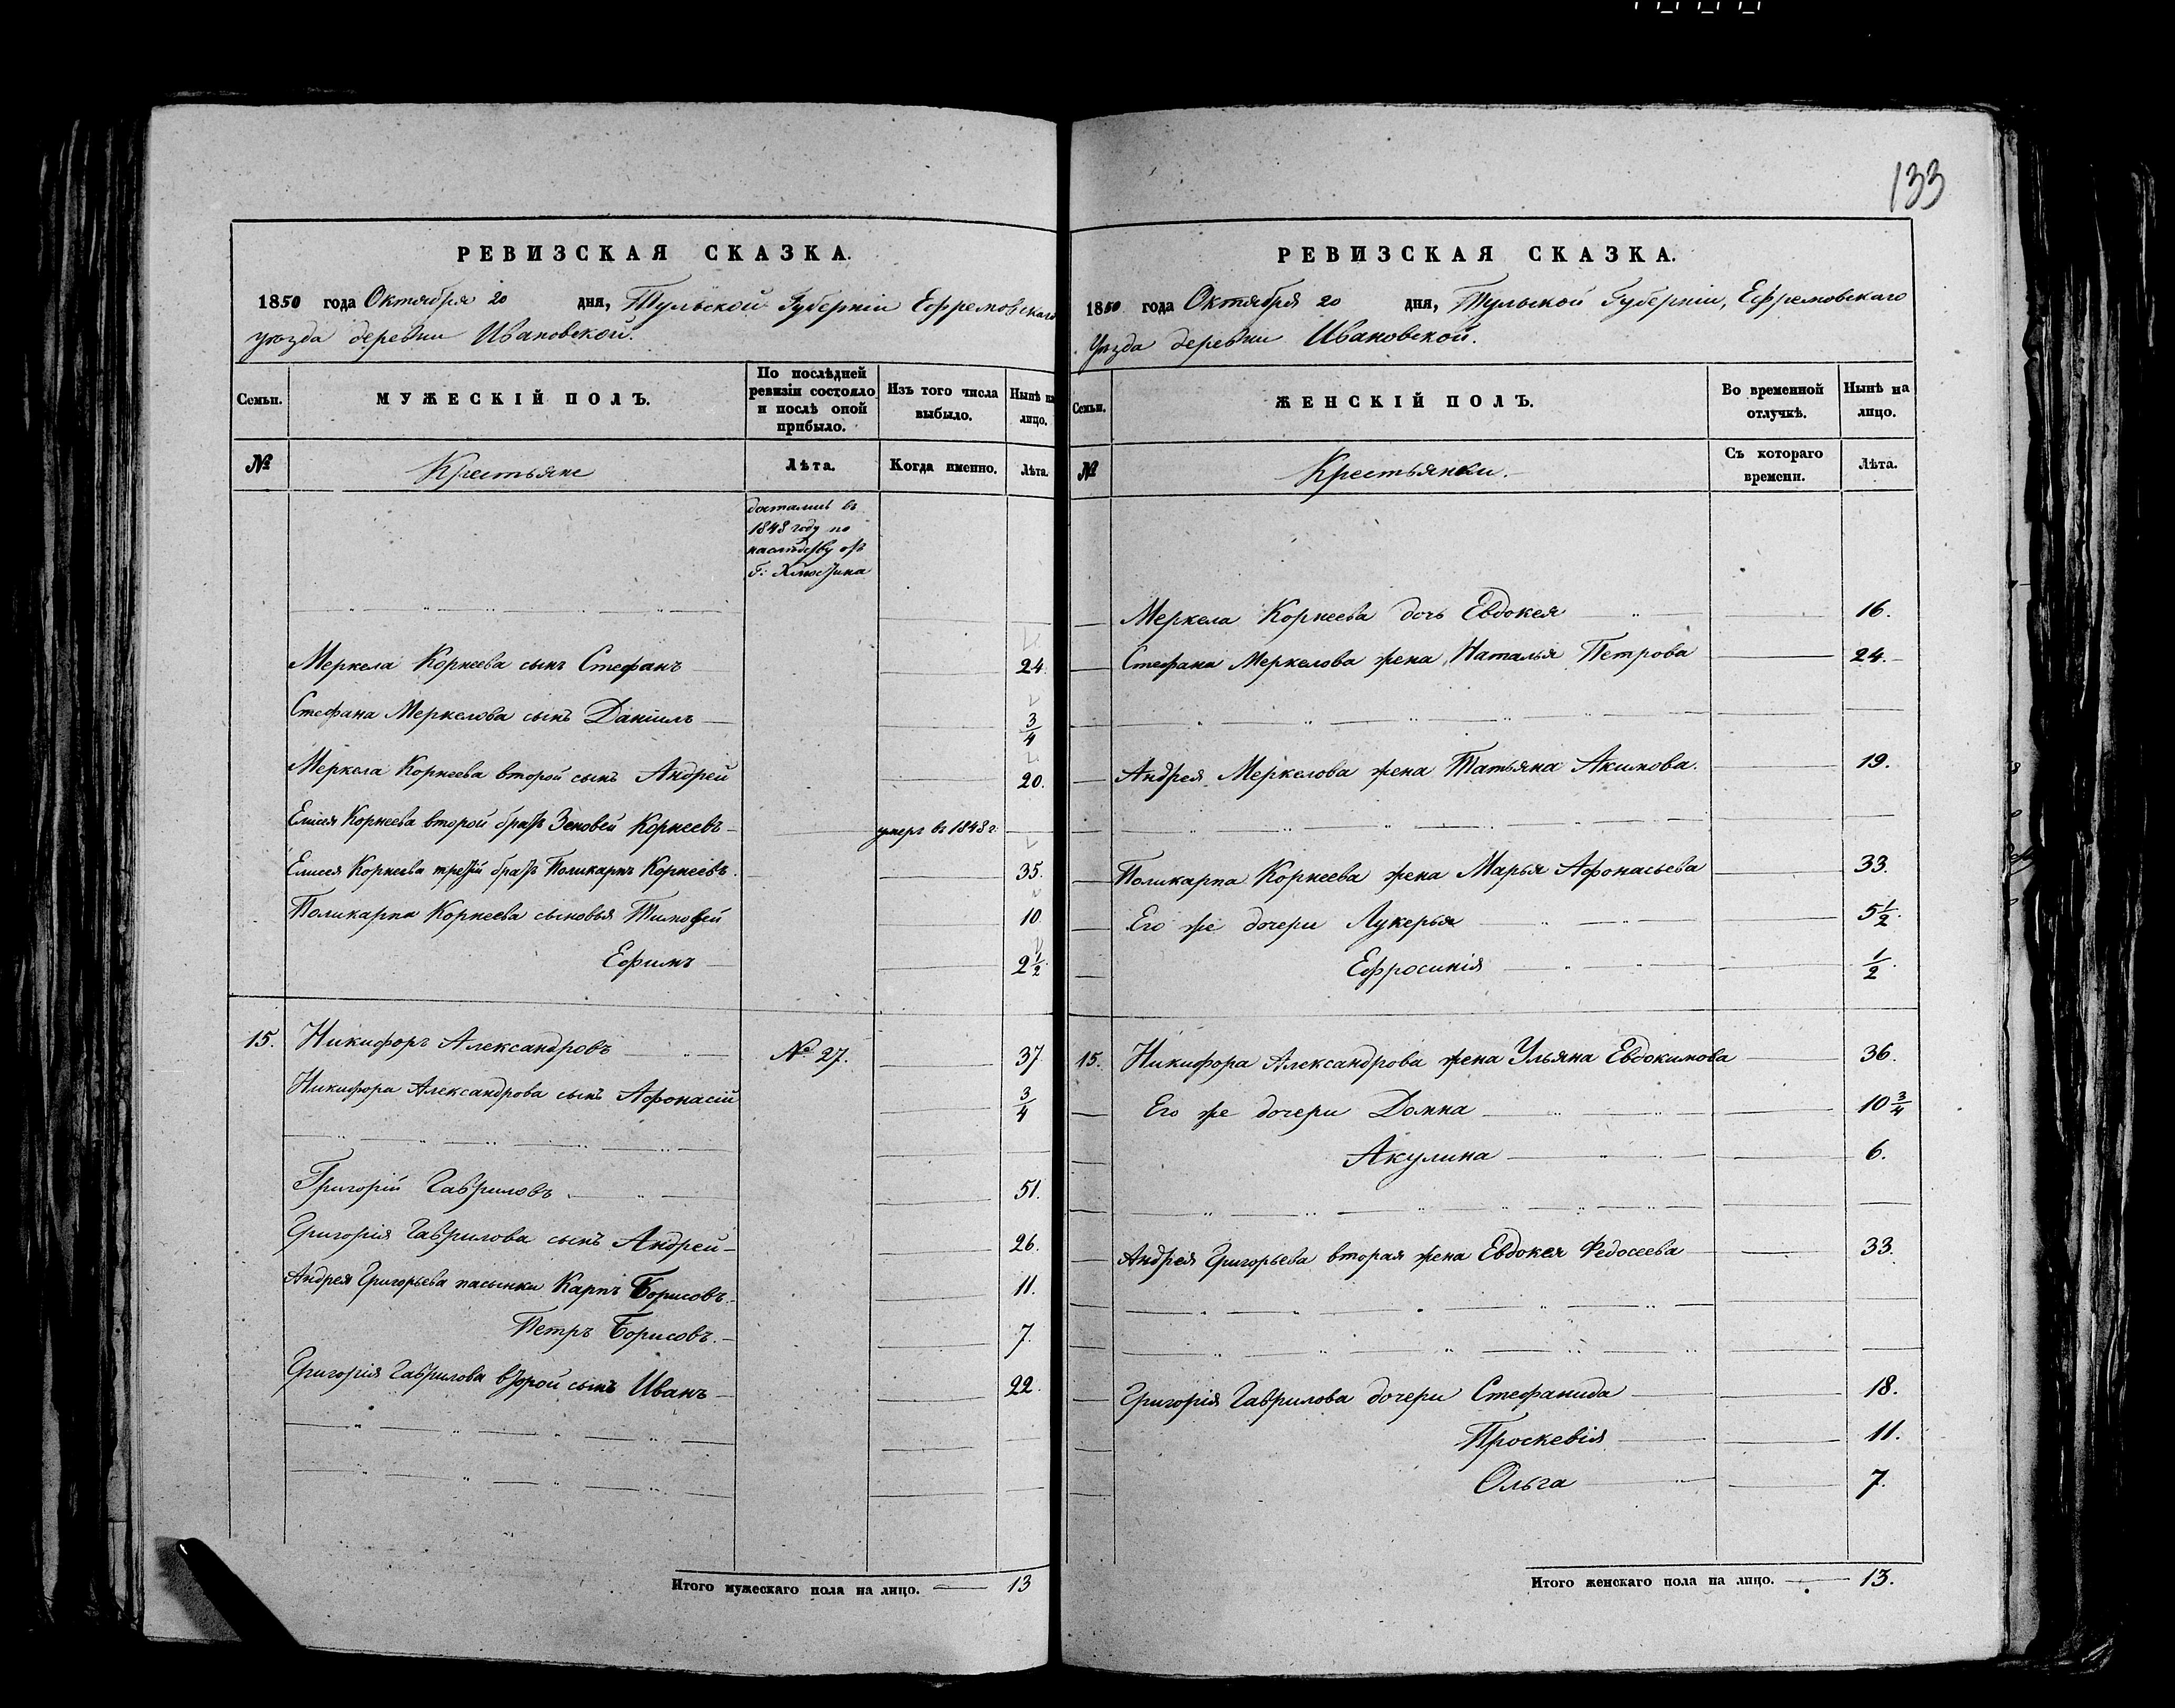 133
РЕВИЗСКАЯ СКАЗКА.
1850 года Октября 20 дня, Тульской Губерніи Ефремовскаго
уѣзда деревни Ивановской.
Семьи.
МУЖЕСКІЙ ПОЛЪ.
По послѣдней
ревизіи состояло
и послѣ оной
прибыло.
Изъ того числа
выбыло.
Нынѣ на
лицо.
№
Крестьяне
Лѣта.
Когда именно.
Лѣта.
достались въ
1848 году по
наслѣдству отъ
Г:
Меркела Корнеева сынъ Стефанъ 24.
Стефана Меркелова сынъ Даніилъ 3/4
Меркела Корнеева второй сынъ Андрей 20.
Елисея Корнеева второй братъ Зеновей Корнеевъ умеръ въ 1848 г.
Елисея Корнеева третій братъ Поликарпъ Корнеевъ. 35.
Поликарпа Корнеева сыновья Тимофей 10
Ефимъ 2 1/2.
15. Никифоръ Александровъ № 27. 37
Никифора Александрова сынъ Афонасій 3/4
Григорій Гавриловъ 51.
Григорія Гаврилова сынъ Андрей 26.
Андрея Григорьева пасынки Карпъ Борисовъ 11.
Петръ Борисовъ. 7.
Григорія Гаврилова второй сынъ Иванъ 22.
Итого мужескаго пола на лицо. 13
РЕВИЗСКАЯ СКАЗКА.
1850 года Октября 20 дня, Тульской Губерніи, Ефремовскаго
Уѣзда деревни Ивановской.
Семьи.
ЖЕНСКІЙ ПОЛЪ.
Во временной
отлучкѣ.
Нынѣ на
лицо.
№
Крестьянки.
Съ котораго
времени.
Лѣта.
Меркела Корнеева дочь Евдокея 16.
Стефана Меркелова жена Наталья Петрова 24.
Андрея Меркелова жена Татьяна Акимова. 19.
Поликарпа Корнеева жена Марья Афонасьева 33.
Его же дочери Лукерья 5 1/2.
Ефросинія 1/2.
15. Никифора Александрова жена Ульяна Евдокимова 36.
Его же дочери Домна 10 3/4
Акулина 6.
Андрея Григорьева вторая жена Евдокея Федосеева 33.
Григорія Гаврилова дочери Стефанида 18.
Проскевія 11.
Ольга 7.
Итого женскаго пола на лицо. 13.